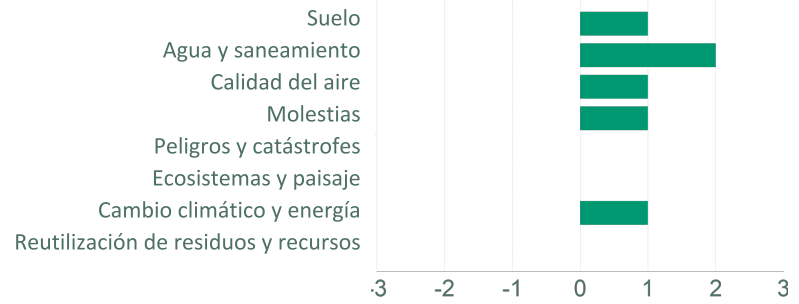 Suelo
Agua y saneamiento
Calidad del aire
Molestias
Peligros y catástrofes
Ecosistemas y paisaje
Cambio climático y energía
Reutilización de residuos y recursos
-3 -2 -1 0 1 2 3